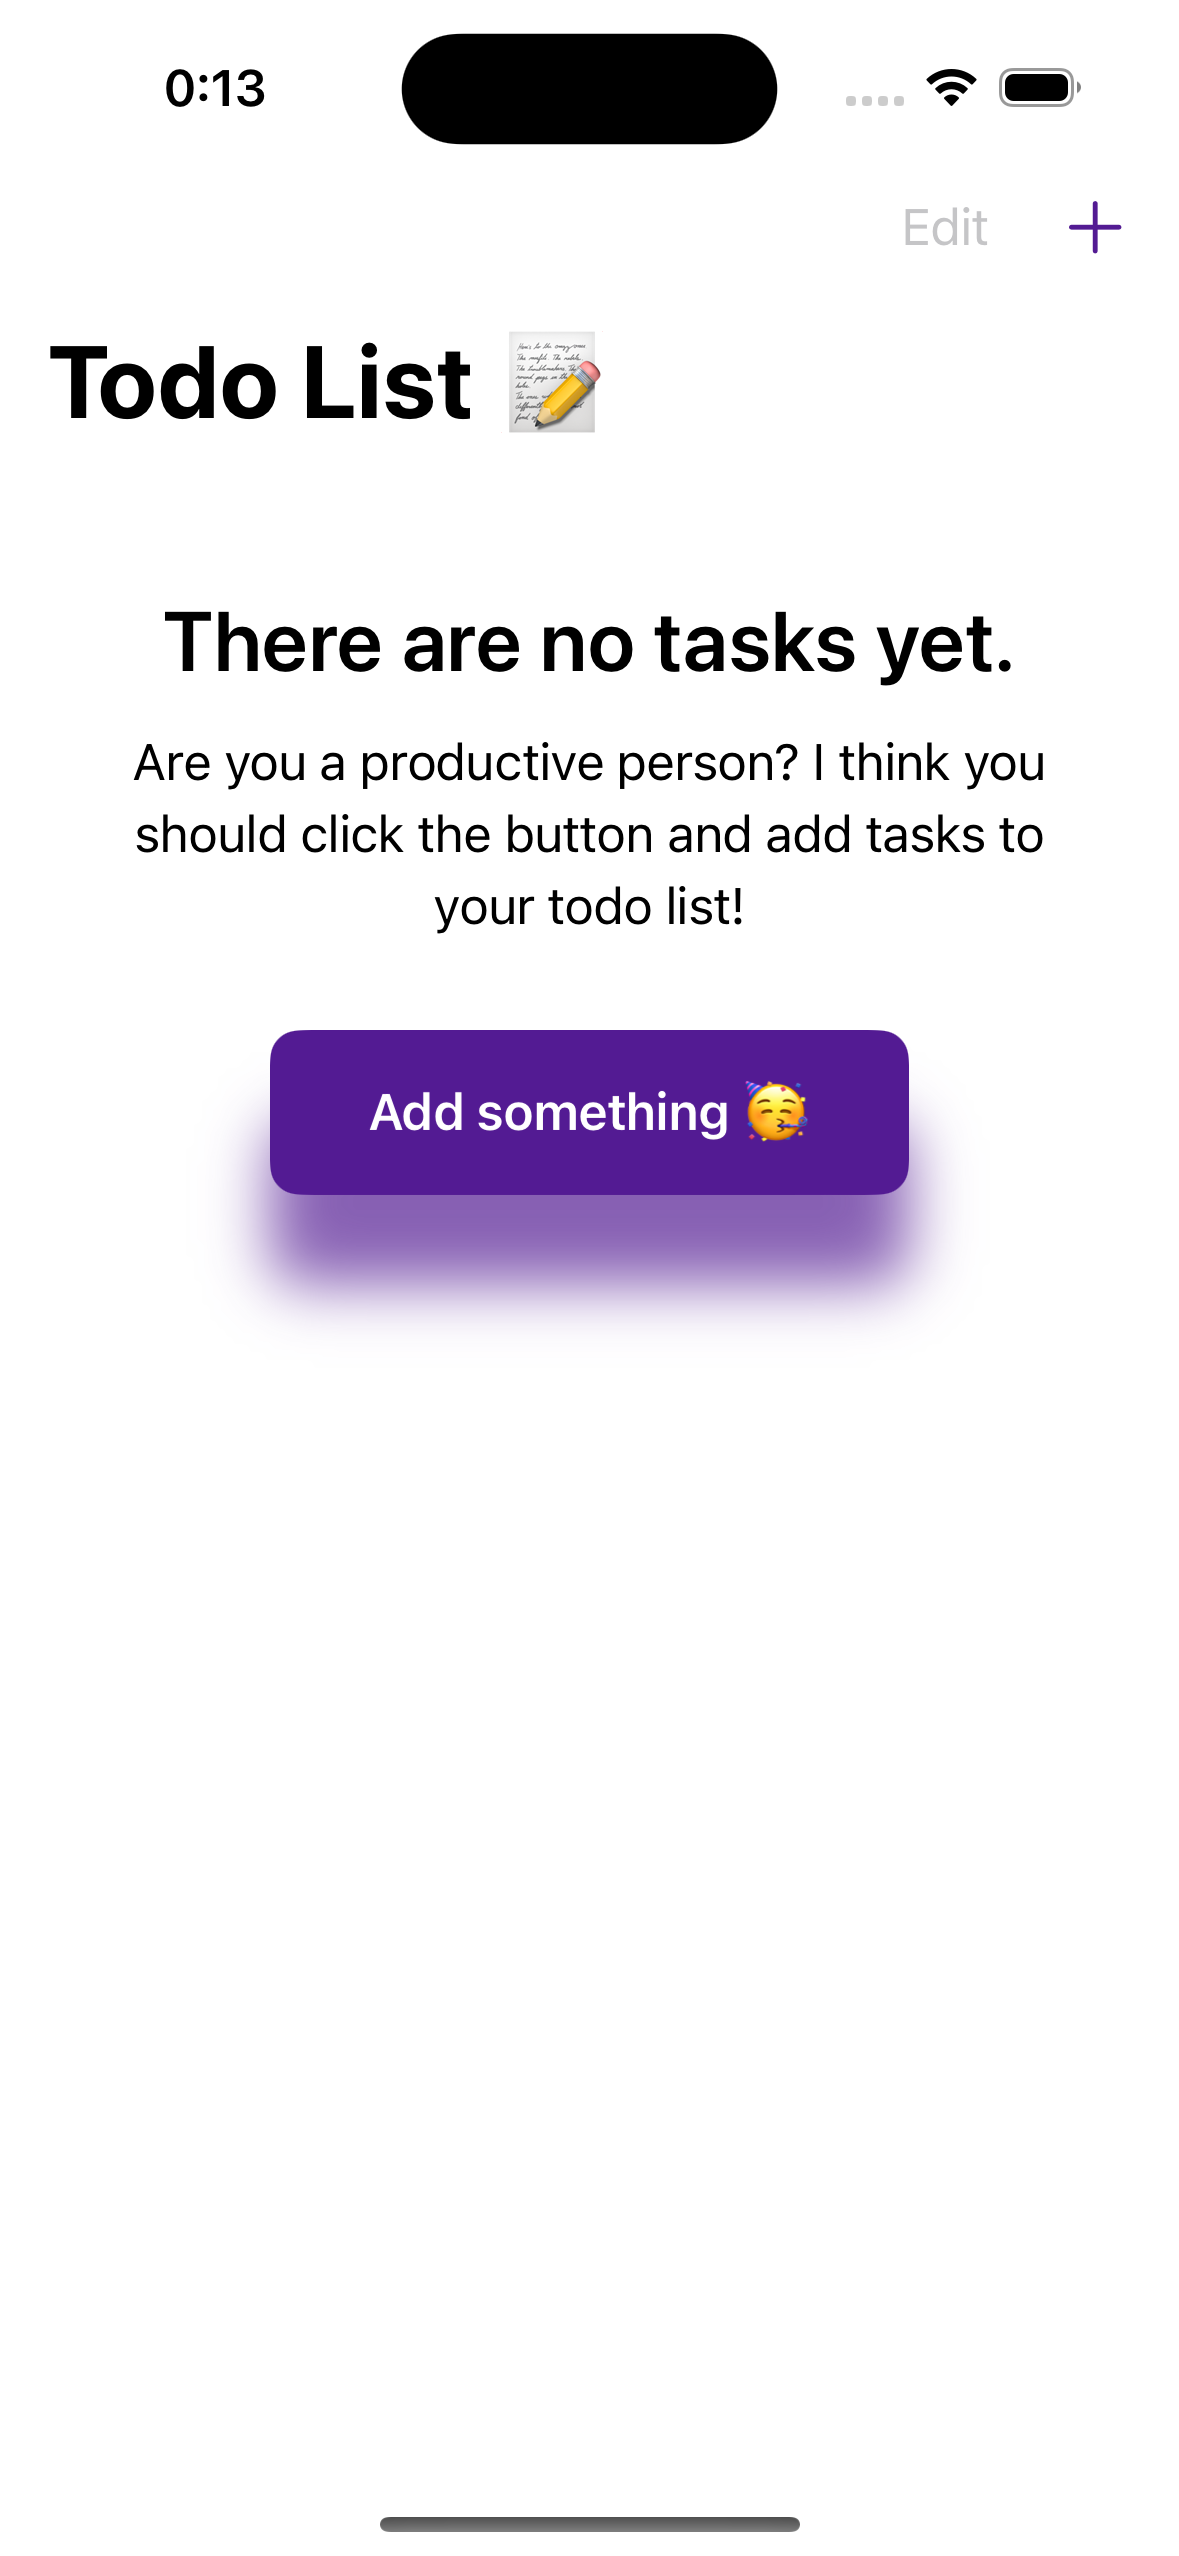 0:13
Edit
Todo List 📝
There are no tasks yet.
Are you a productive person? I think you
should click the button and add tasks to
your todo list!
Add something 🥳